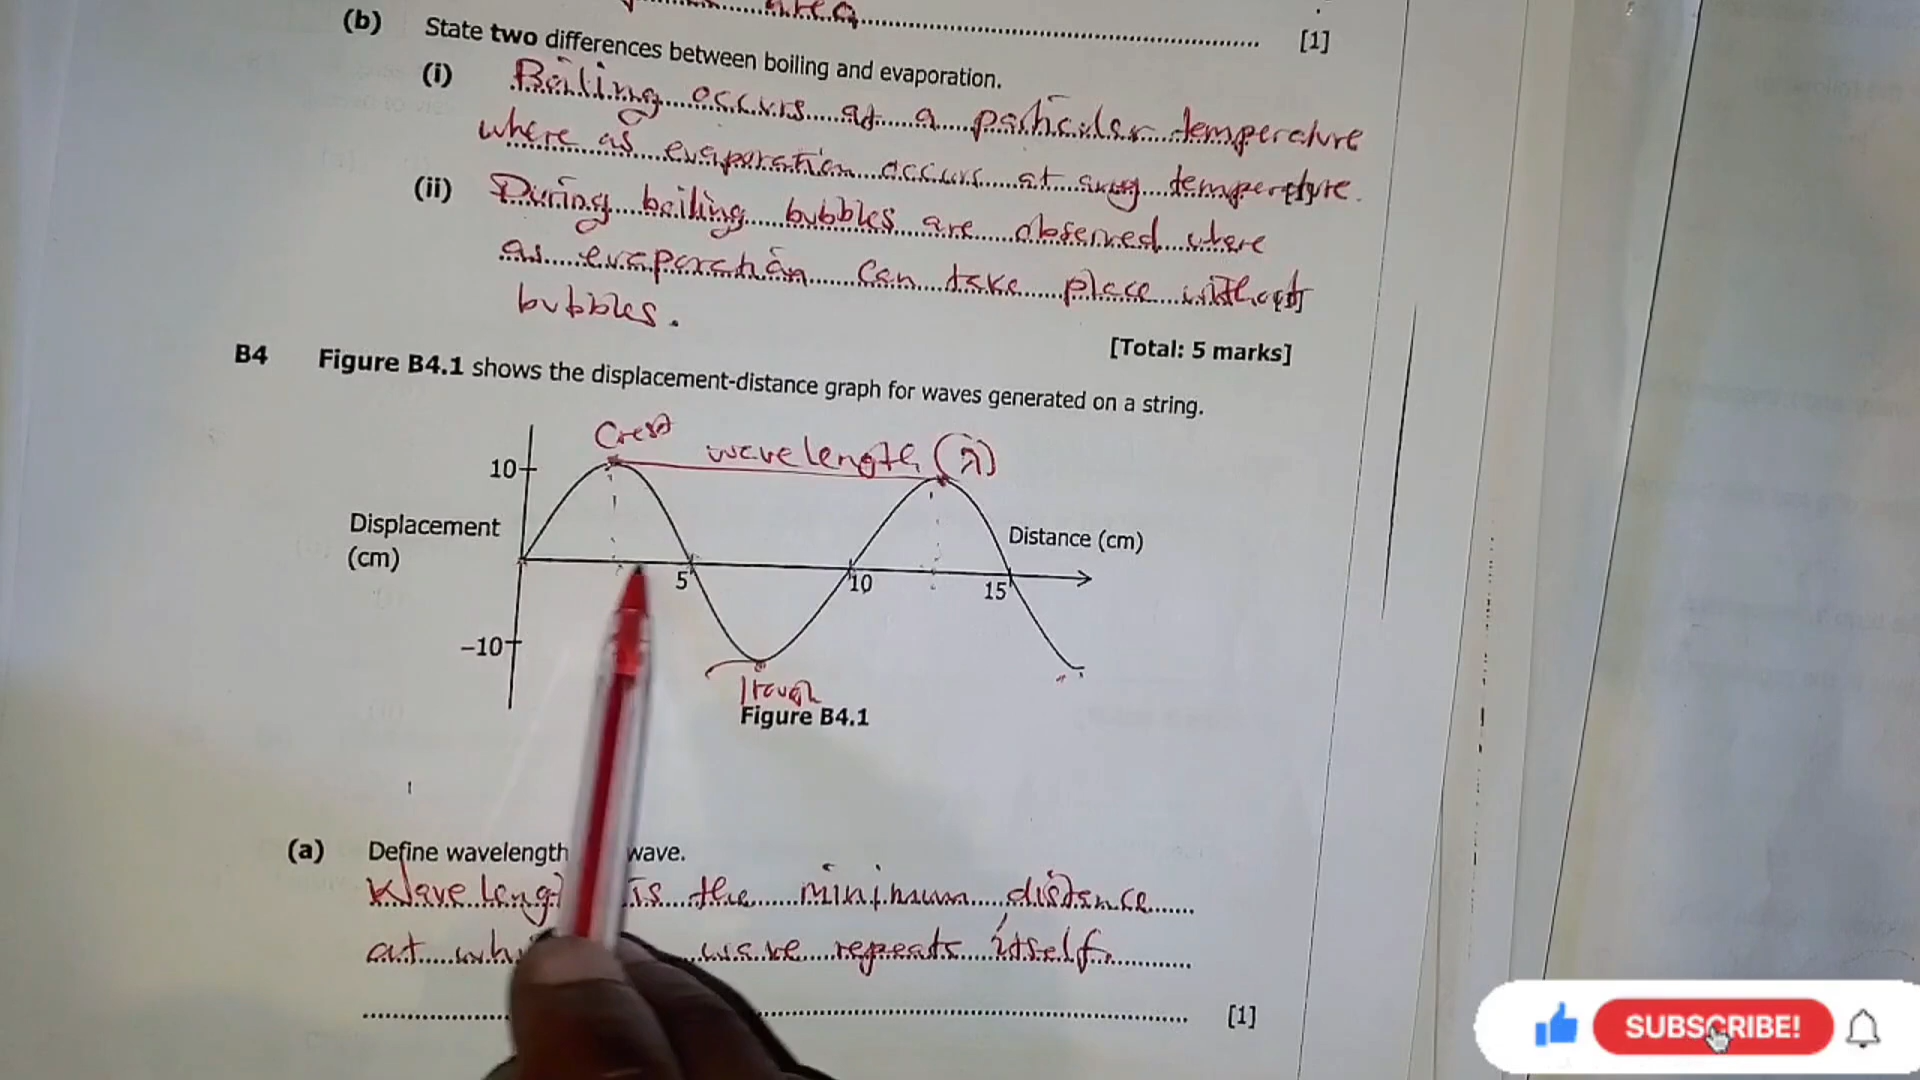 (b) State two differences between boiling and evaporation. [1]
(i) Boiling occurs at a particular temperature
where as evaporation occurs at any temperature.
(ii) During boiling bubbles are observed where
as evaporation can take place without
bubbles.
[Total: 5 marks]
B4 Figure B4.1 shows the displacement-distance graph for waves generated on a string.
Crest wavelength (λ)
10
Displacement
(cm)
Distance (cm)
5 10 15
−10
Trough
Figure B4.1
(a) Define wavelength wave.
is the minimum distance
at wave repeats itself.
[1]
SUBSCRIBE!